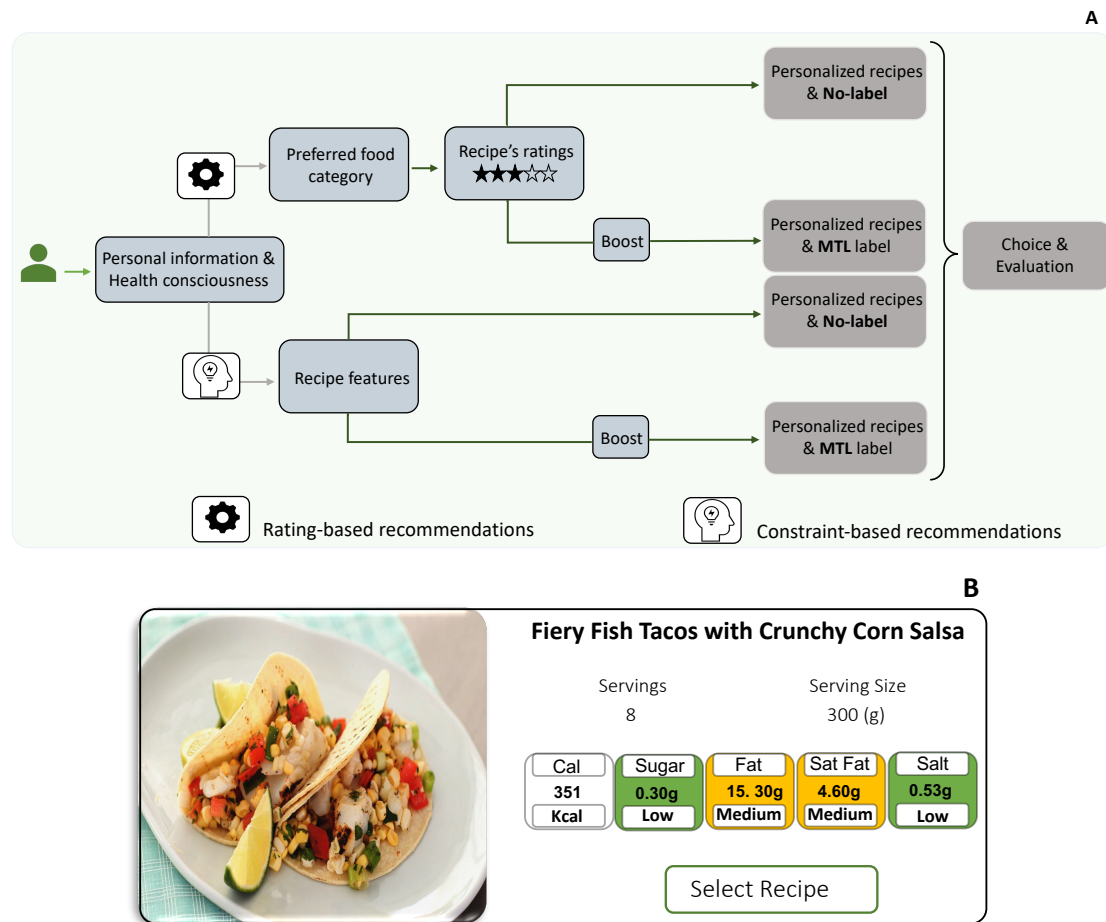 A
Personalized recipes
& No-label
Preferred food
category
Recipe's ratings
Personalized recipes
& MTL label
Boost
Personal information &
Health consciousness
Choice &
Evaluation
Personalized recipes
& No-label
Recipe features
Personalized recipes
& MTL label
Boost
Rating-based recommendations
Constraint-based recommendations
B
Fiery Fish Tacos with Crunchy Corn Salsa
Servings
8
Serving Size
300 (g)
Cal
351
Kcal
Sugar
0.30g
Low
Fat
15. 30g
Medium
Sat Fat
4.60g
Medium
Salt
0.53g
Low
Select Recipe